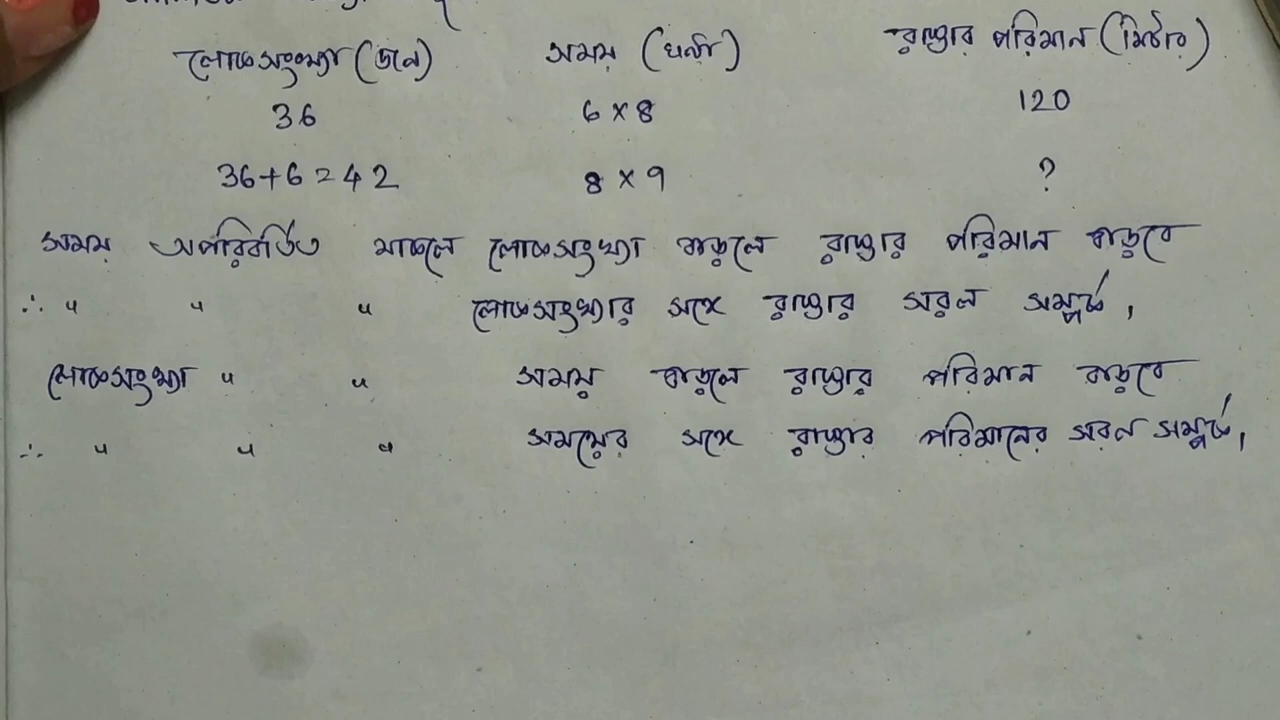 লোকসংখ্যা (জনে) সময় (ঘন্টা) রাস্তার পরিমান (মিটার)
36 6 x 8 120
36+6=42 8 x 9 ?
সময় অপরিবর্তিত থাকলে লোকসংখ্যা বাড়লে রাস্তার পরিমান বাড়বে
∴ " " " লোকসংখ্যার সঙ্গে রাস্তার সরল সম্পর্ক,
লোকসংখ্যা " " সময় বাড়লে রাস্তার পরিমান বাড়বে
∴ " " " সময়ের সঙ্গে রাস্তার পরিমানের সরল সম্পর্ক,